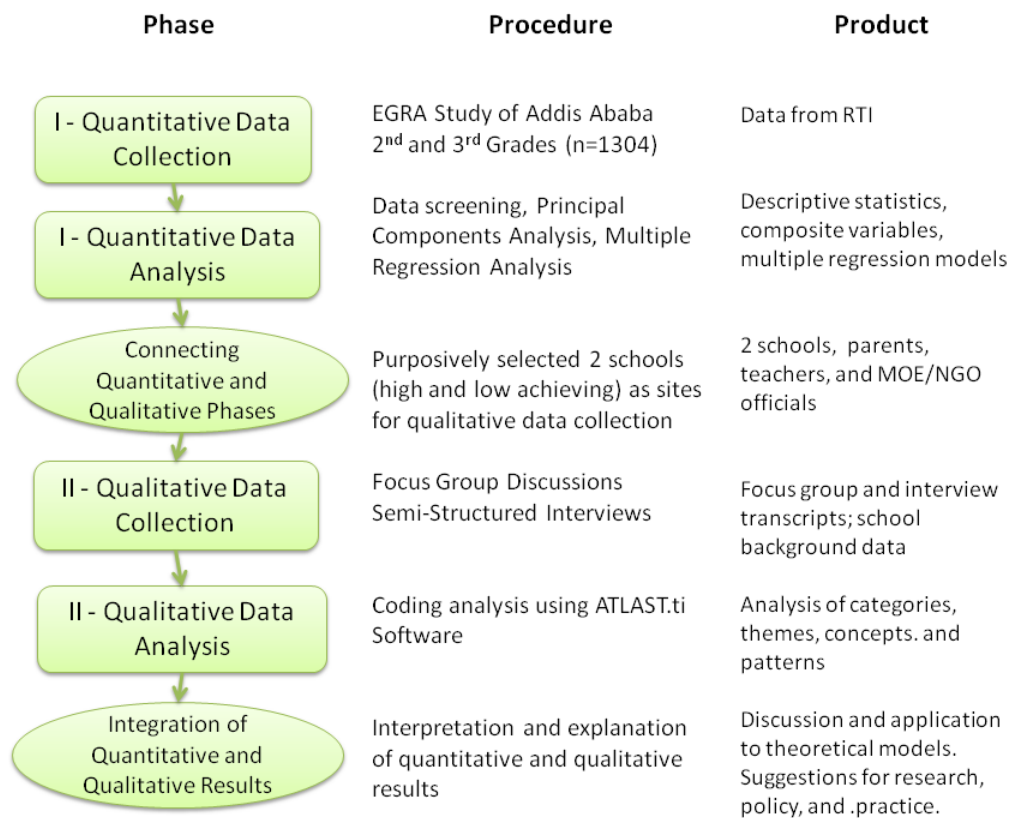 Phase
Procedure
Product
I - Quantitative Data
Collection
EGRA Study of Addis Ababa
2nd and 3rd Grades (n=1304)
Data from RTI
I - Quantitative Data
Analysis
Data screening, Principal
Components Analysis, Multiple
Regression Analysis
Descriptive statistics,
composite variables,
multiple regression models
Connecting
Quantitative and
Qualitative Phases
Purposively selected 2 schools
(high and low achieving) as sites
for qualitative data collection
2 schools, parents,
teachers, and MOE/NGO
officials
II - Qualitative Data
Collection
Focus Group Discussions
Semi-Structured Interviews
Focus group and interview
transcripts; school
background data
II - Qualitative Data
Analysis
Coding analysis using ATLAST.ti
Software
Analysis of categories,
themes, concepts. and
patterns
Integration of
Quantitative and
Qualitative Results
Interpretation and explanation
of quantitative and qualitative
results
Discussion and application
to theoretical models.
Suggestions for research,
policy, and .practice.